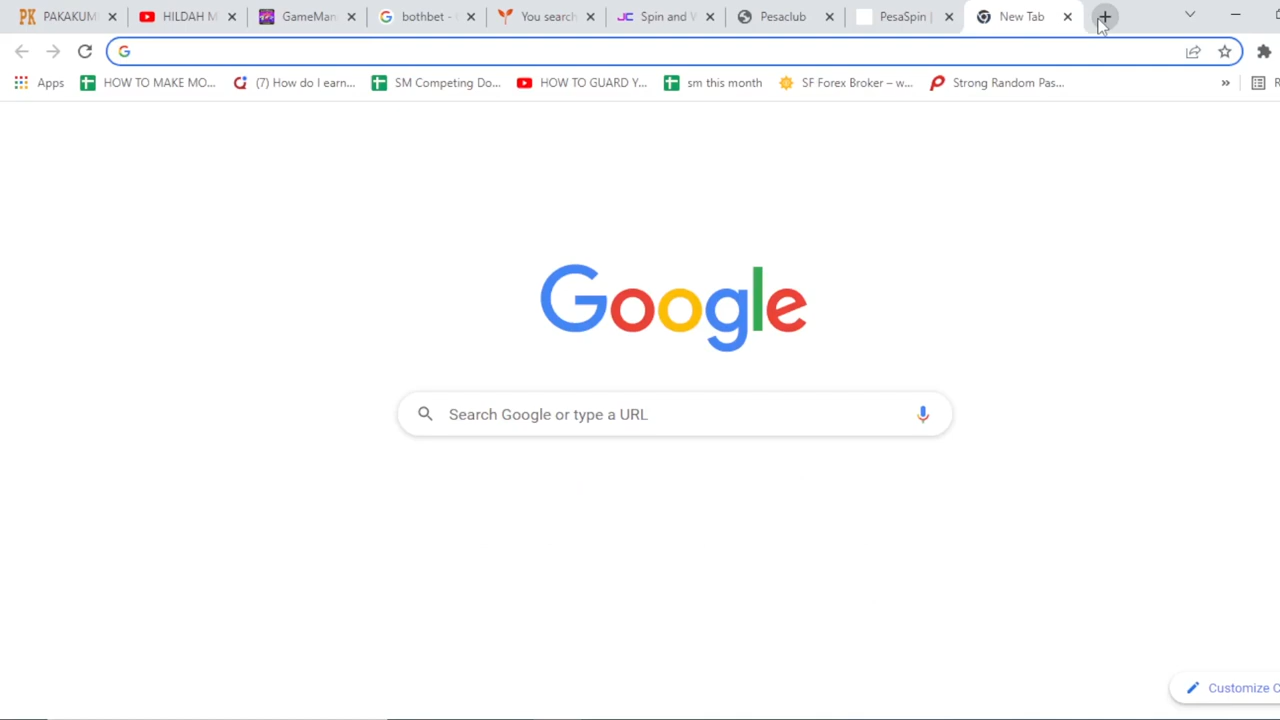 PAKAKUM HILDAH M GameMan bothbet - You search Spin and V Pesaclub PesaSpin | New Tab
Apps HOW TO MAKE MO... (7) How do I earn... SM Competing Do... HOW TO GUARD Y... sm this month SF Forex Broker – w... Strong Random Pas... »
Google
Search Google or type a URL
Customize C